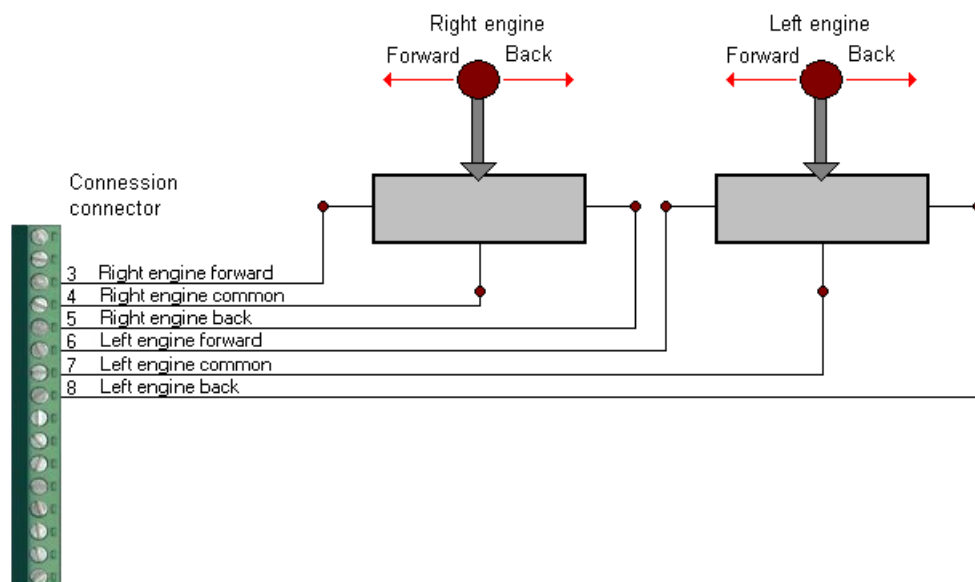 Right engine
Forward Back
Left engine
Forward Back
Connession
connector
3 Right engine forward
4 Right engine common
5 Right engine back
6 Left engine forward
7 Left engine common
8 Left engine back